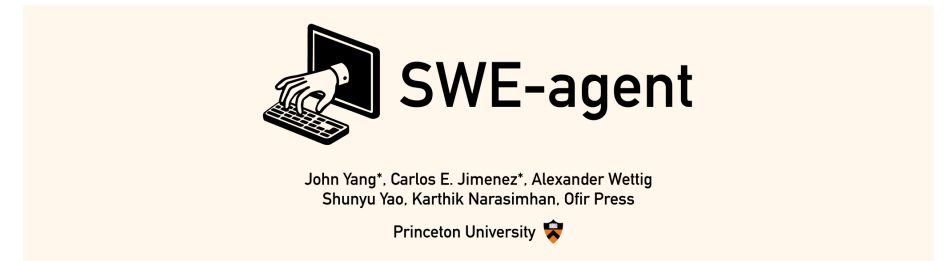 SWE-agent
John Yang*, Carlos E. Jimenez*, Alexander Wettig
Shunyu Yao, Karthik Narasimhan, Ofir Press
Princeton University